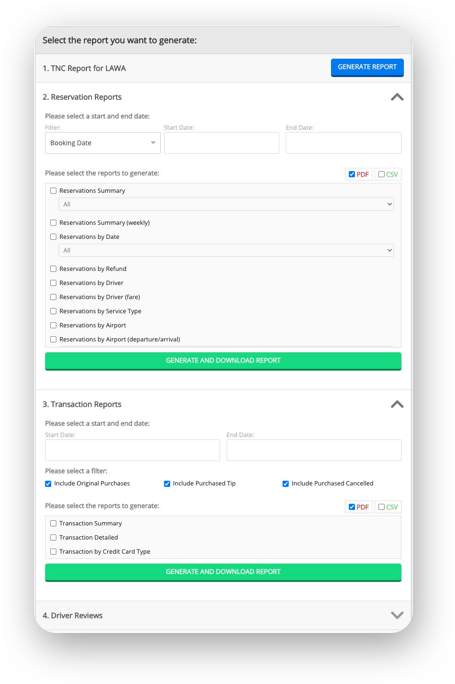 Select the report you want to generate:
1. TNC Report for LAWA
GENERATE REPORT
2. Reservation Reports
Please select a start and end date:
Filter:
Start Date:
End Date:
Booking Date
Please select the reports to generate:
PDF
CSV
Reservations Summary
All
Reservations Summary (weekly)
Reservations by Date
All
Reservations by Refund
Reservations by Driver
Reservations by Driver (fare)
Reservations by Service Type
Reservations by Airport
Reservations by Airport (departure/arrival)
GENERATE AND DOWNLOAD REPORT
3. Transaction Reports
Please select a start and end date:
Start Date:
End Date:
Please select a filter:
Include Original Purchases
Include Purchased Tip
Include Purchased Cancelled
Please select the reports to generate:
PDF
CSV
Transaction Summary
Transaction Detailed
Transaction by Credit Card Type
GENERATE AND DOWNLOAD REPORT
4. Driver Reviews